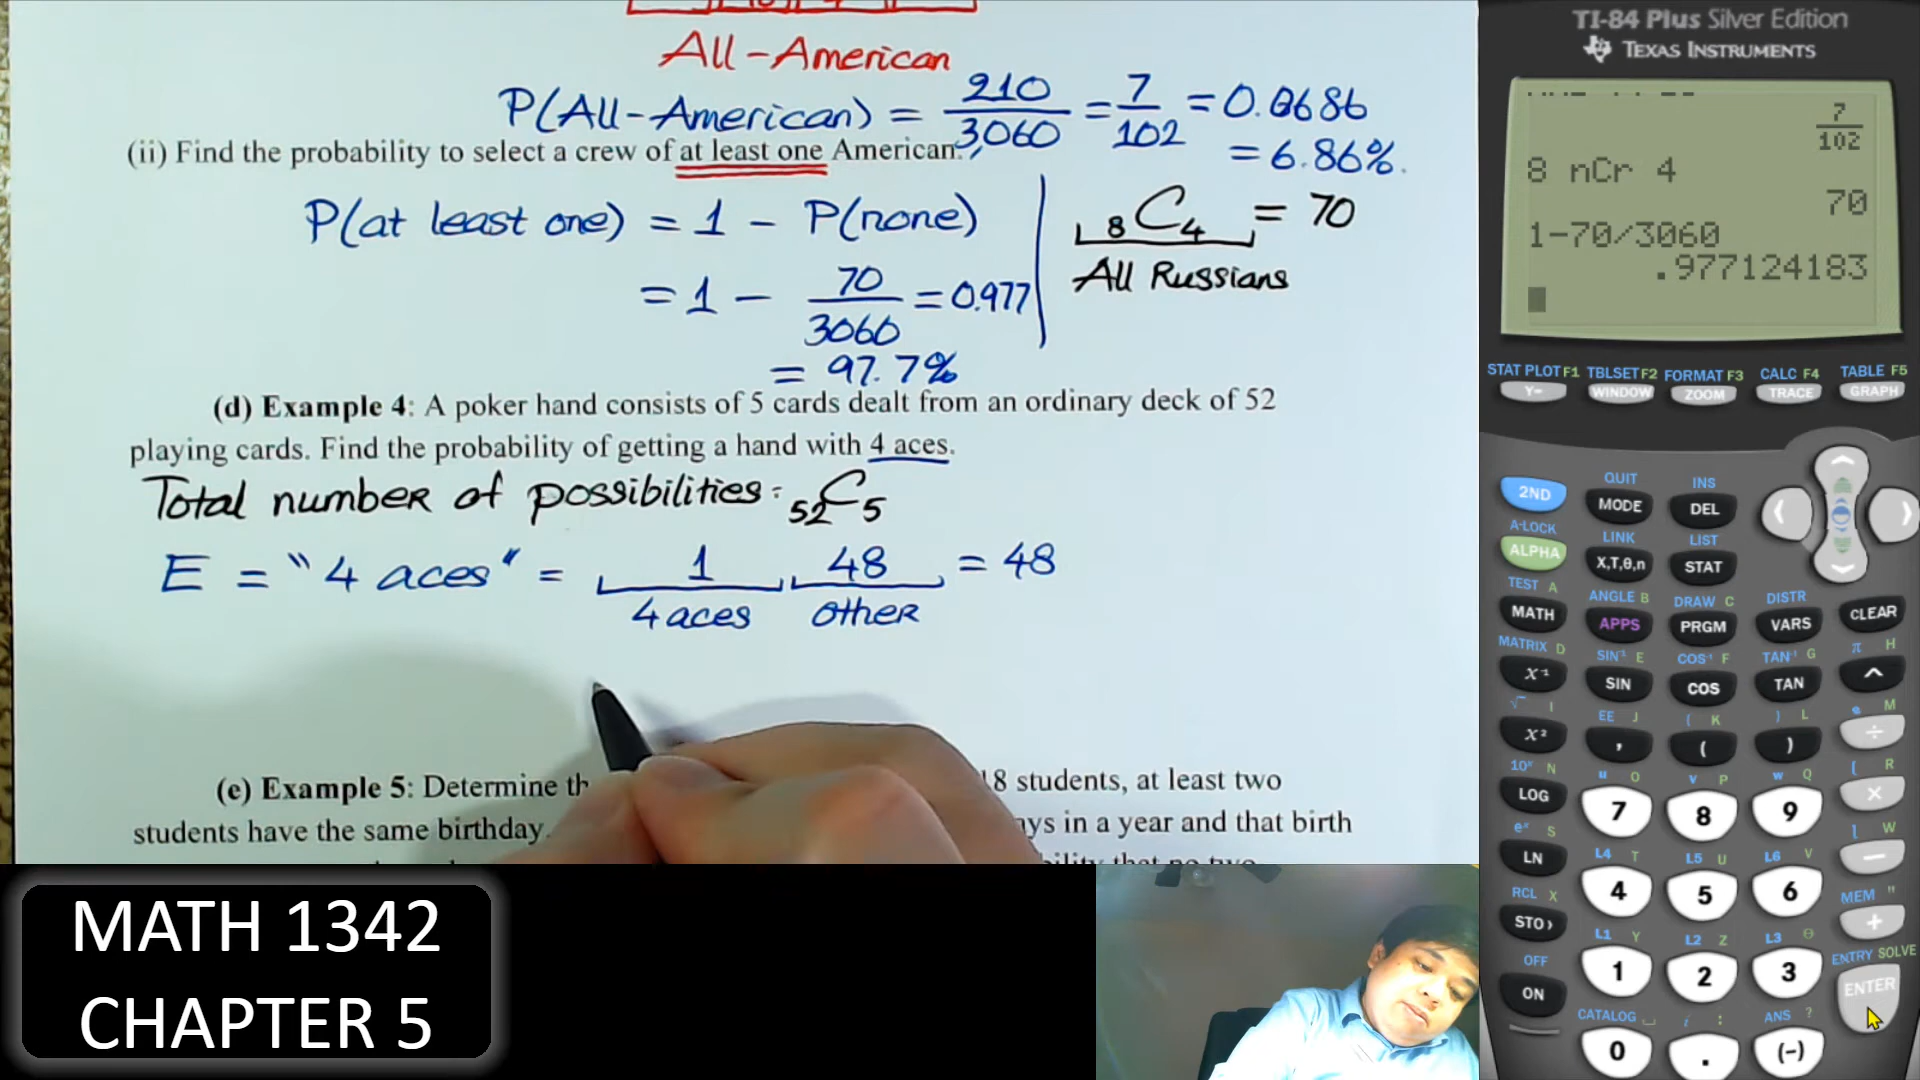 All-American
P(All-American) = 210/3060 = 7/102 = 0.0686
(ii) Find the probability to select a crew of at least one American. = 6.86%.
P(at least one) = 1 - P(none)
8C4 = 70
= 1 - 70/3060 = 0.977
All Russians
= 97.7%
(d) Example 4: A poker hand consists of 5 cards dealt from an ordinary deck of 52
playing cards. Find the probability of getting a hand with 4 aces.
Total number of possibilities: 52C5
E = "4 aces" = 1 48 = 48
4 aces other
(e) Example 5: Determine th 18 students, at least two
students have the same birthday. ys in a year and that birth
MATH 1342
CHAPTER 5
TI-84 Plus Silver Edition
TEXAS INSTRUMENTS
7/102
8 nCr 4
70
1-70/3060
.977124183
STAT PLOT F1 TBLSET F2 FORMAT F3 CALC F4 TABLE F5
Y= WINDOW ZOOM TRACE GRAPH
QUIT INS
2ND MODE DEL
A-LOCK LINK LIST
ALPHA X,T,θ,n STAT
TEST A ANGLE B DRAW C DISTR
MATH APPS PRGM VARS CLEAR
MATRIX D SIN⁻¹ E COS⁻¹ F TAN⁻¹ G π H
X⁻¹ SIN COS TAN ^
√ I EE J { K } L e M
X² , ( ) ÷
10ˣ N u O v P w Q [ R
LOG 7 8 9 ×
eˣ S L4 T L5 U L6 V ] W
LN 4 5 6 −
RCL X L1 Y L2 Z L3 θ MEM "
STO› 1 2 3 +
OFF CATALOG i : ANS ? ENTRY SOLVE
ON 0 . (-) ENTER